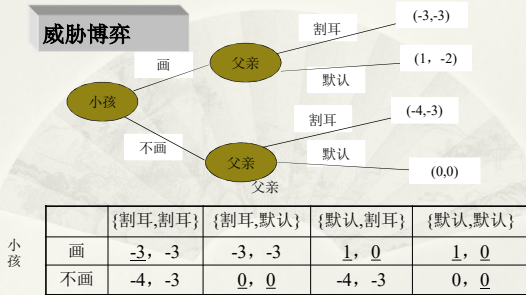 威胁博弈
割耳
(-3,-3)
画
父亲
(1，-2)
默认
小孩
割耳
(-4,-3)
不画
默认
父亲
(0,0)
父亲
{割耳,割耳} {割耳,默认} {默认,割耳} {默认,默认}
小孩
画 -3，-3 -3，-3 1，0 1，0
不画 -4，-3 0，0 -4，-3 0，0